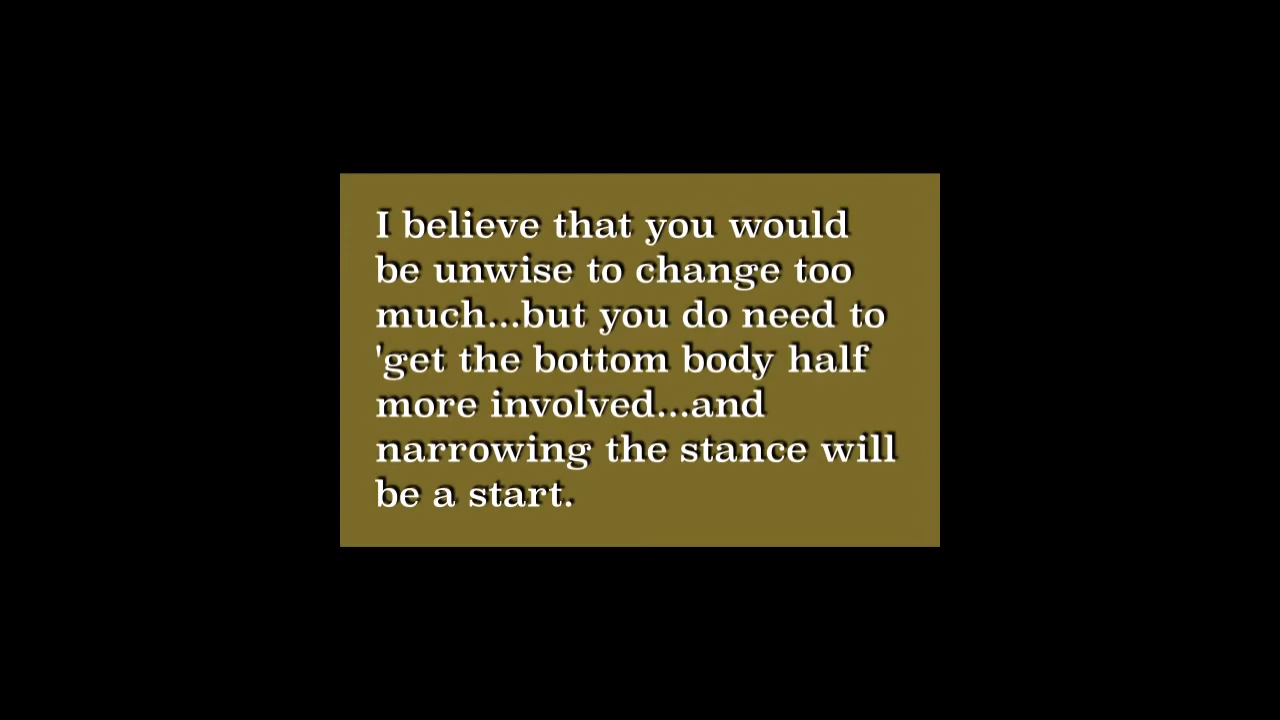 I believe that you would
be unwise to change too
much...but you do need to
'get the bottom body half
more involved...and
narrowing the stance will
be a start.